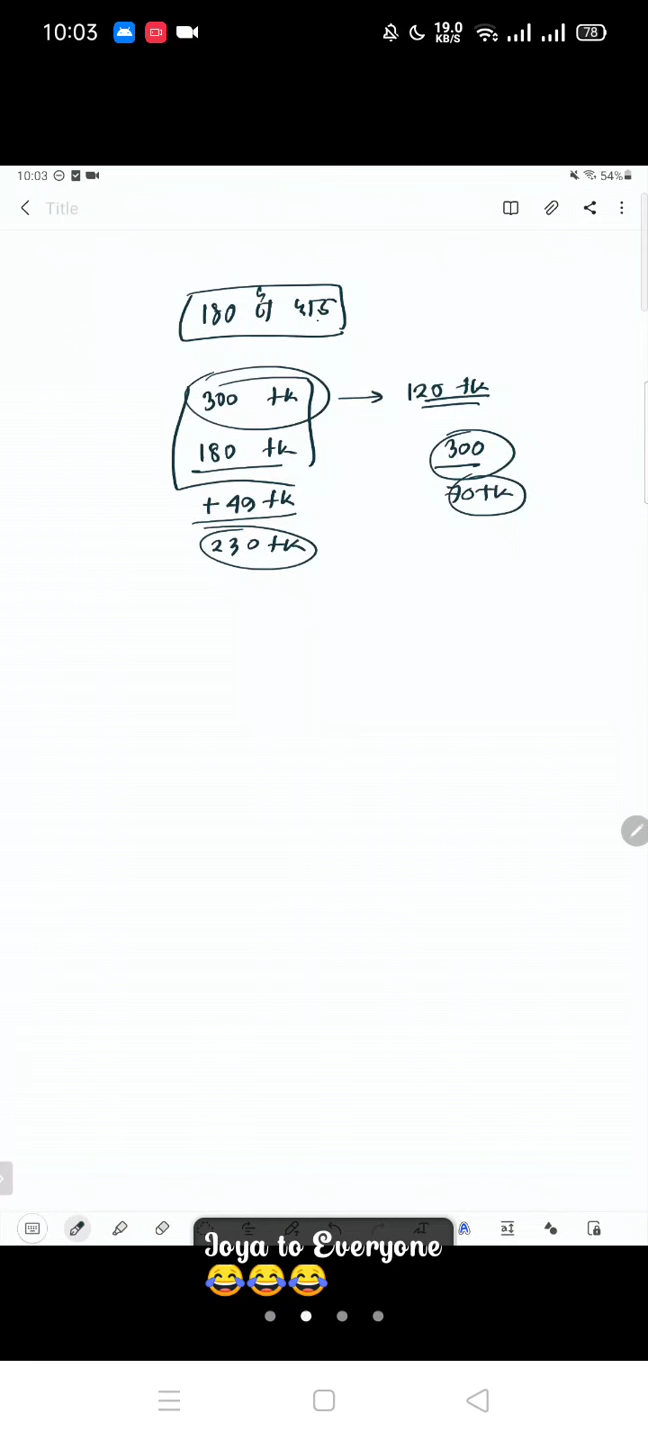 10:03
19.0 KB/S
78
10:03
54%
Title
180
300 tk → 120 tk
180 tk
300
+ 49 tk
70 tk
230 tk
Joya to Everyone
😂😂😂